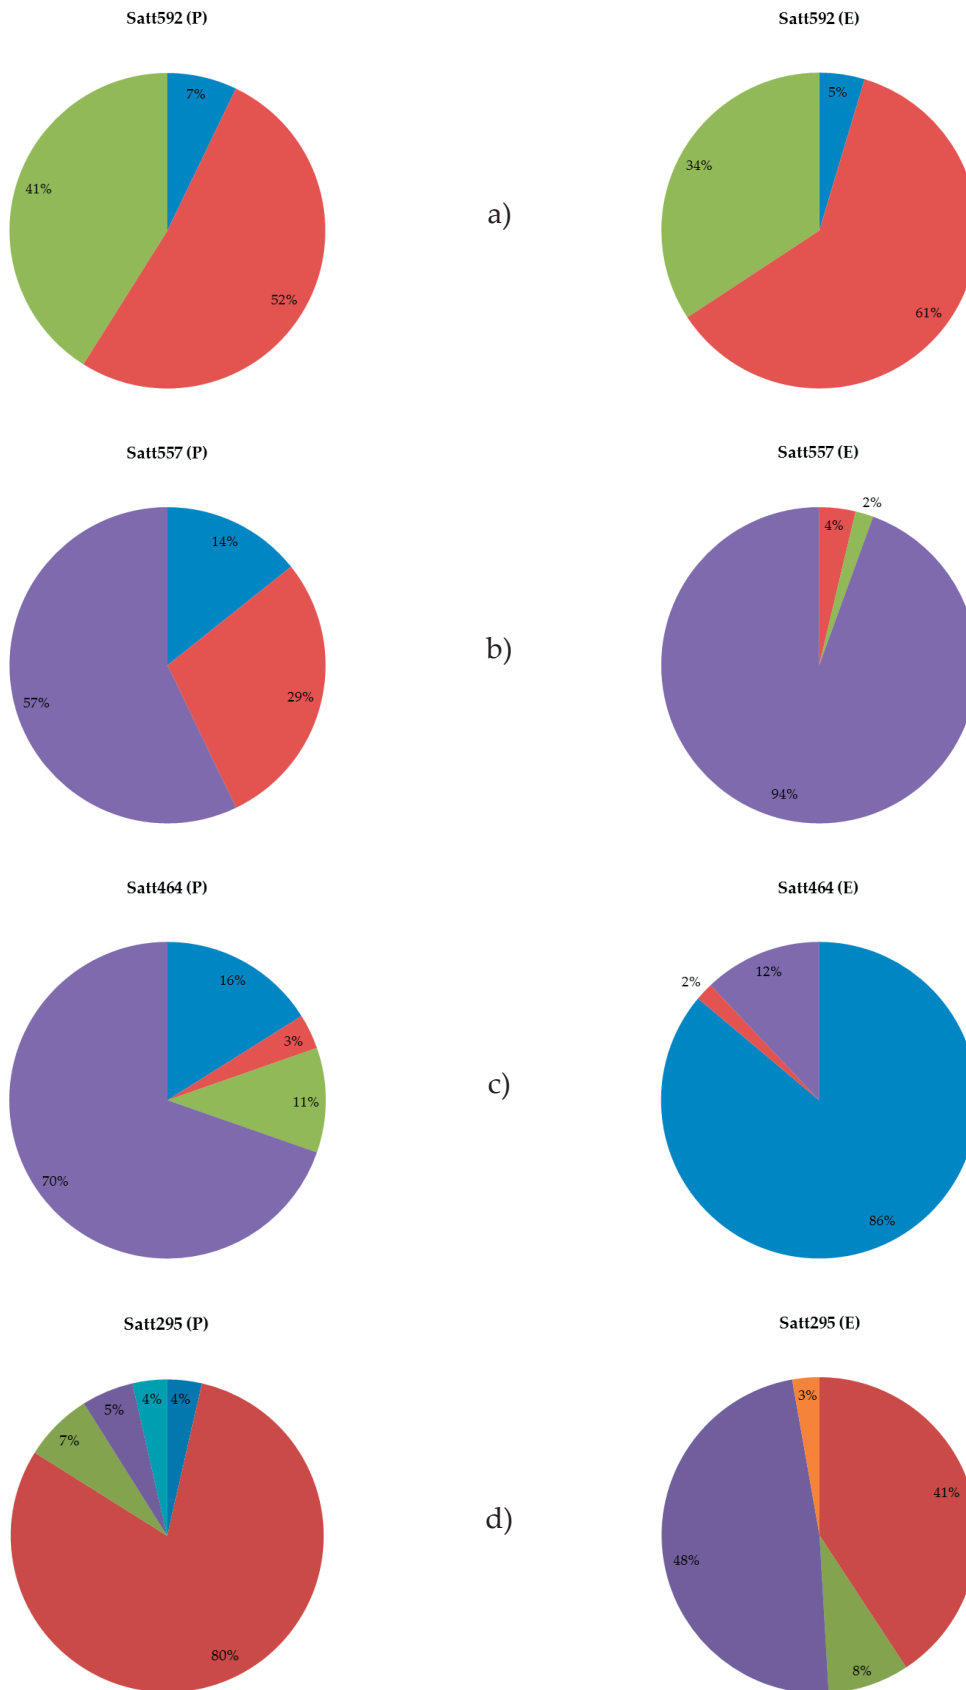 Satt592 (P)
Satt592 (E)
7%
41%
52%
a)
5%
34%
61%
Satt557 (P)
Satt557 (E)
14%
57%
29%
b)
2%
4%
94%
Satt464 (P)
Satt464 (E)
16%
3%
11%
70%
c)
12%
2%
86%
Satt295 (P)
Satt295 (E)
4%
4%
5%
7%
80%
d)
3%
41%
48%
8%